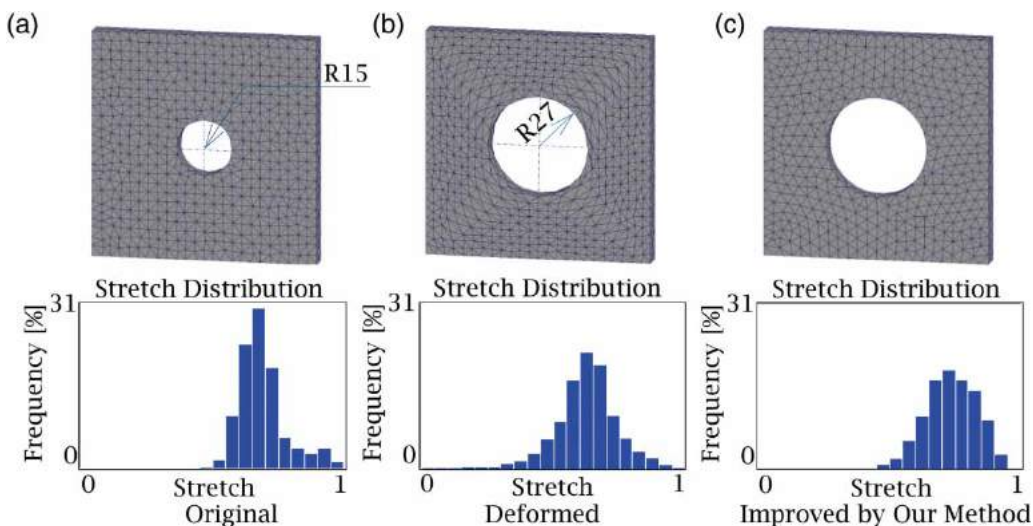 (a)
R15
(b)
R27
(c)
Stretch Distribution
31
Frequency [%]
0
0
Stretch
1
Original
Stretch Distribution
31
Frequency [%]
0
0
Stretch
1
Deformed
Stretch Distribution
31
Frequency [%]
0
0
Stretch
1
Improved by Our Method